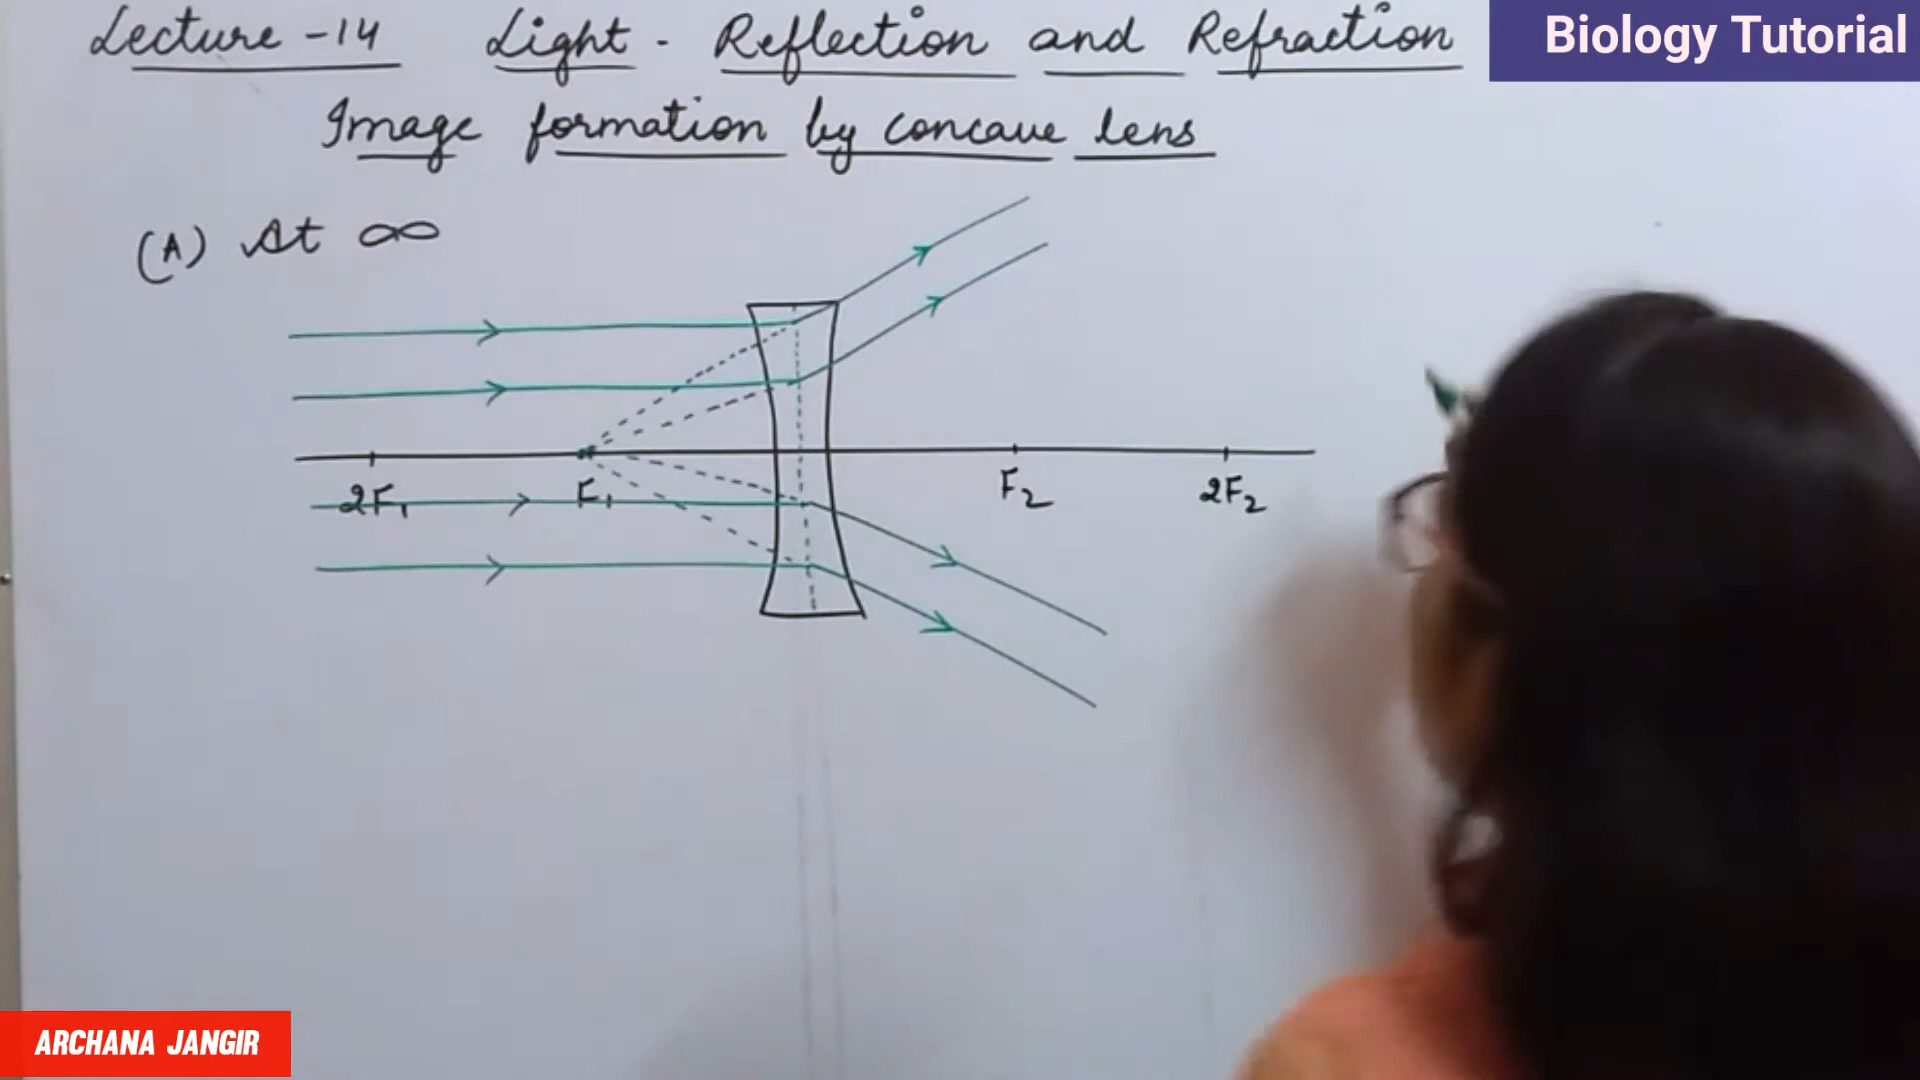 Lecture -14 Light - Reflection and Refraction
Biology Tutorial
Image formation by concave lens
(A) At ∞
2F₁ F₁ F₂ 2F₂
ARCHANA JANGIR